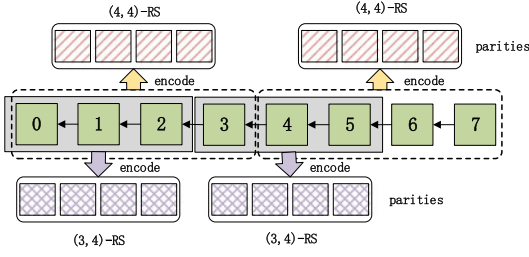 (4,4)-RS (4,4)-RS
parities
encode encode
0 1 2 3 4 5 6 7
encode encode
parities
(3,4)-RS (3,4)-RS